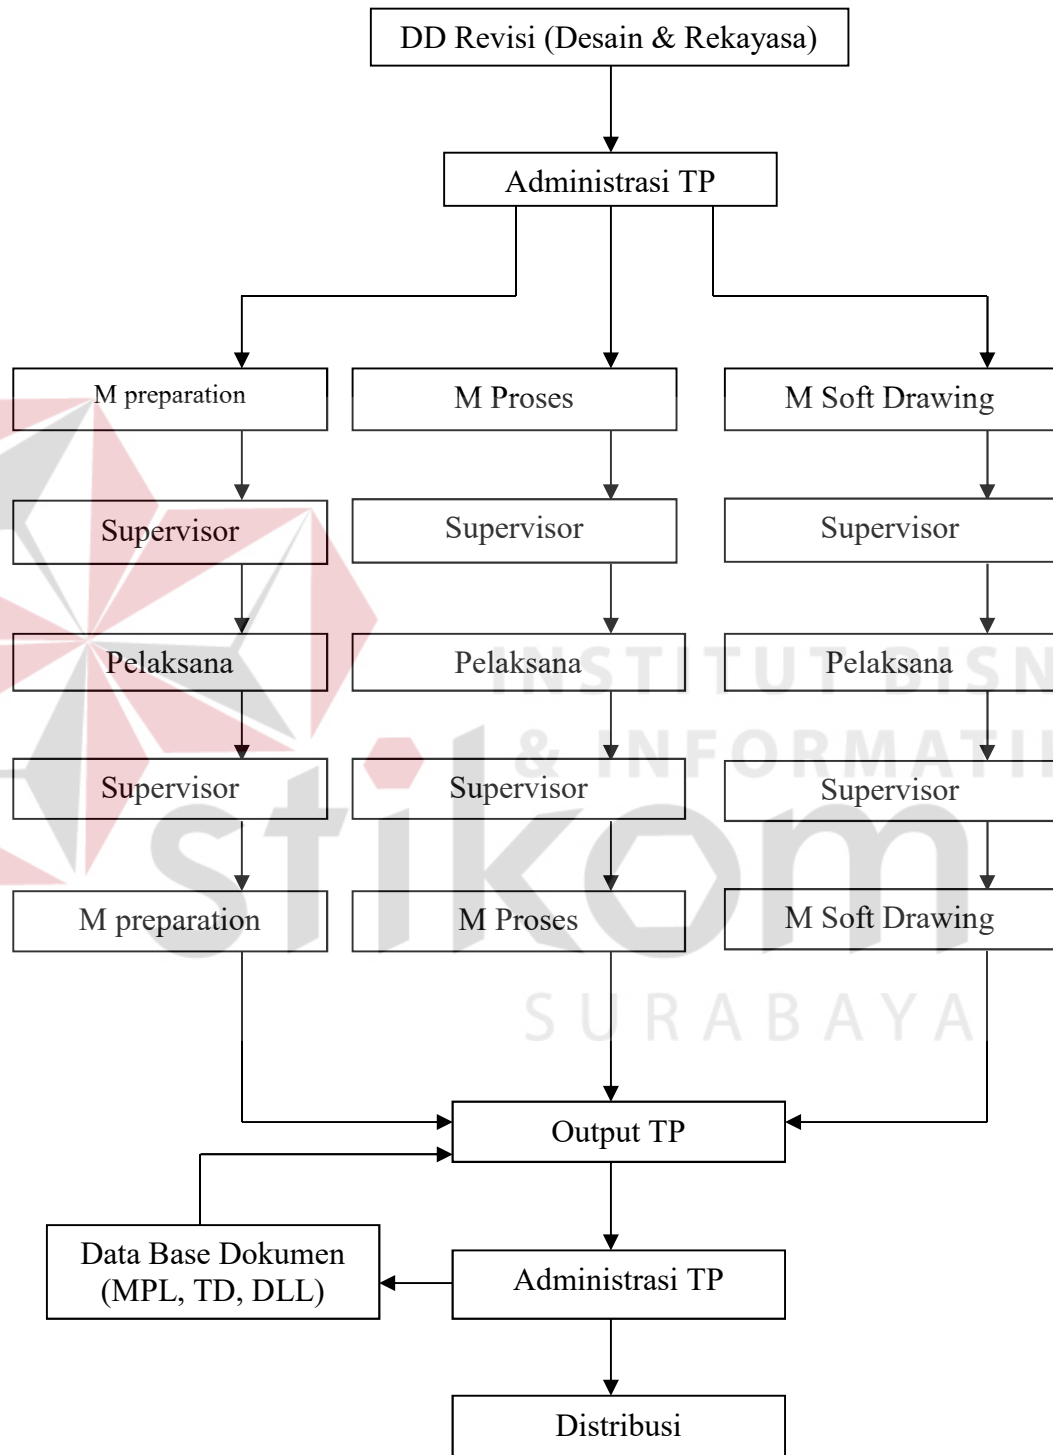 DD Revisi (Desain & Rekayasa)
Administrasi TP
M preparation
M Proses
M Soft Drawing
Supervisor
Supervisor
Supervisor
Pelaksana
Pelaksana
Pelaksana
INSTITUT BISN
& INFORMATI
Supervisor
Supervisor
Supervisor
stikom
M preparation
M Proses
M Soft Drawing
SURABAYA
Output TP
Data Base Dokumen
(MPL, TD, DLL)
Administrasi TP
Distribusi